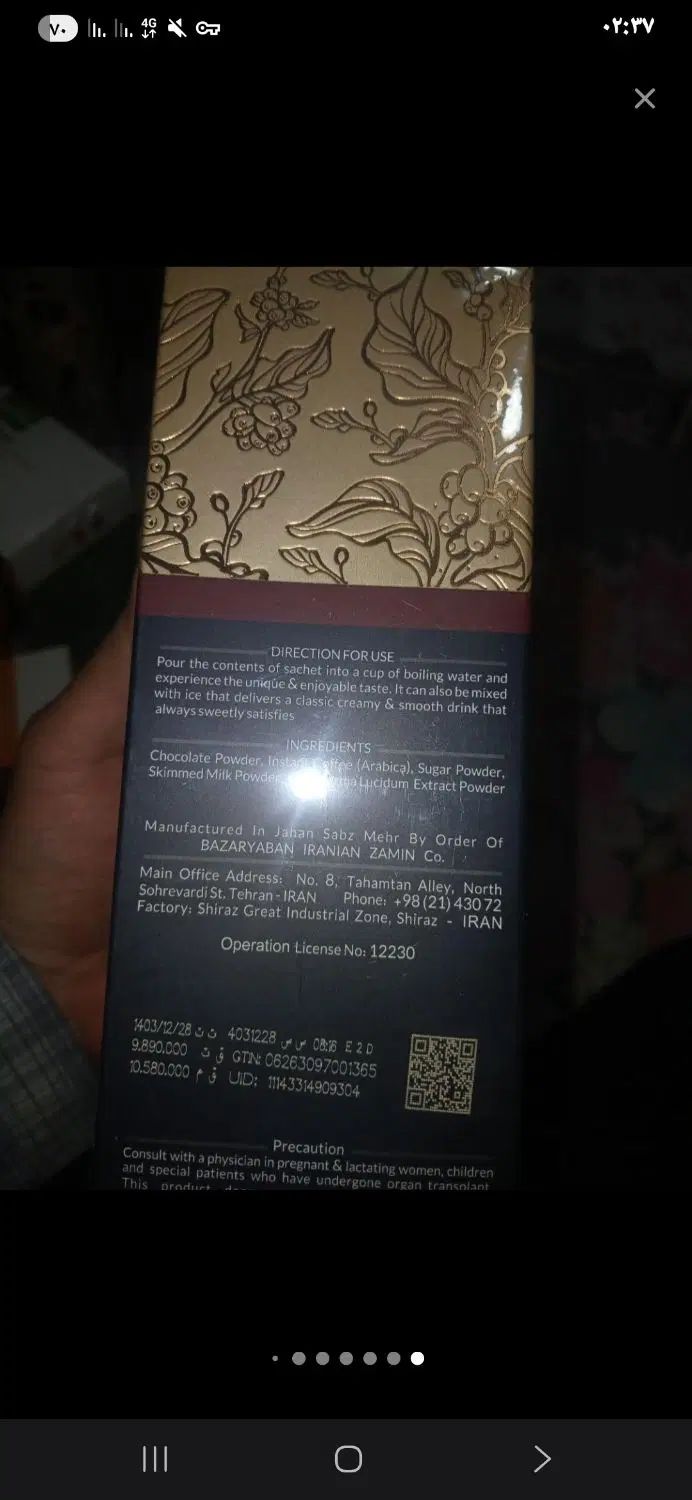 ۷۰
4G
۰۲:۳۷
DIRECTION FOR USE
Pour the contents of sachet into a cup of boiling water and
experience the unique & enjoyable taste. It can also be mixed
with ice that delivers a classic creamy & smooth drink that
always sweetly satisfies
INGREDIENTS
Chocolate Powder, Instant Coffee (Arabica), Sugar Powder,
Skimmed Milk Powder, Lucidum Extract Powder
Manufactured In Jahan Sabz Mehr By Order Of
BAZARYABAN IRANIAN ZAMIN Co.
Main Office Address: No. 8, Tahamtan Alley, North
Sohrevardi St. Tehran - IRAN Phone: +98 (21) 430 72
Factory: Shiraz Great Industrial Zone, Shiraz - IRAN
Operation License No: 12230
1403/12/28 ت ت 4031228 س س 08:16 E 2 D
9.890.000 ق ت GTIN: 06263097001365
10.580.000 ق م UID: 11143314909304
Precaution
Consult with a physician in pregnant & lactating women, children
and special patients who have undergone organ transplant.
This product